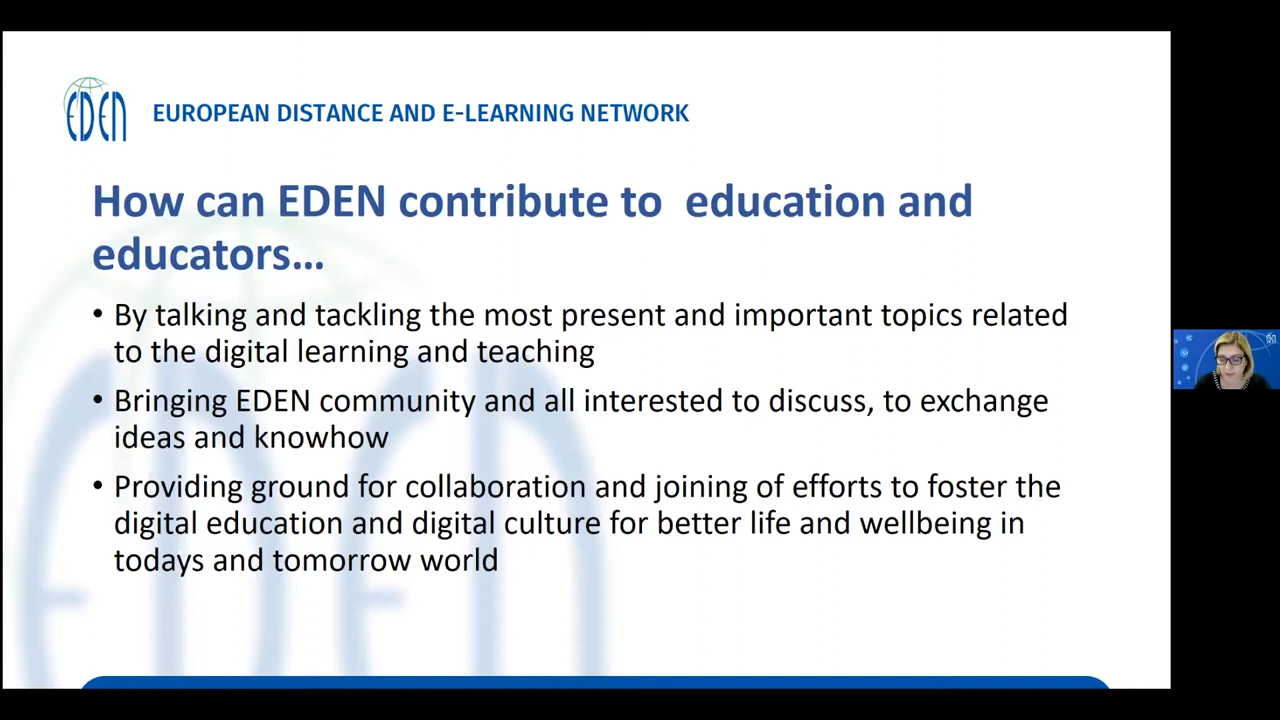 EDEN
EUROPEAN DISTANCE AND E-LEARNING NETWORK
How can EDEN contribute to  education and
educators...
• By talking and tackling the most present and important topics related
to the digital learning and teaching
• Bringing EDEN community and all interested to discuss, to exchange
ideas and knowhow
• Providing ground for collaboration and joining of efforts to foster the
digital education and digital culture for better life and wellbeing in
todays and tomorrow world